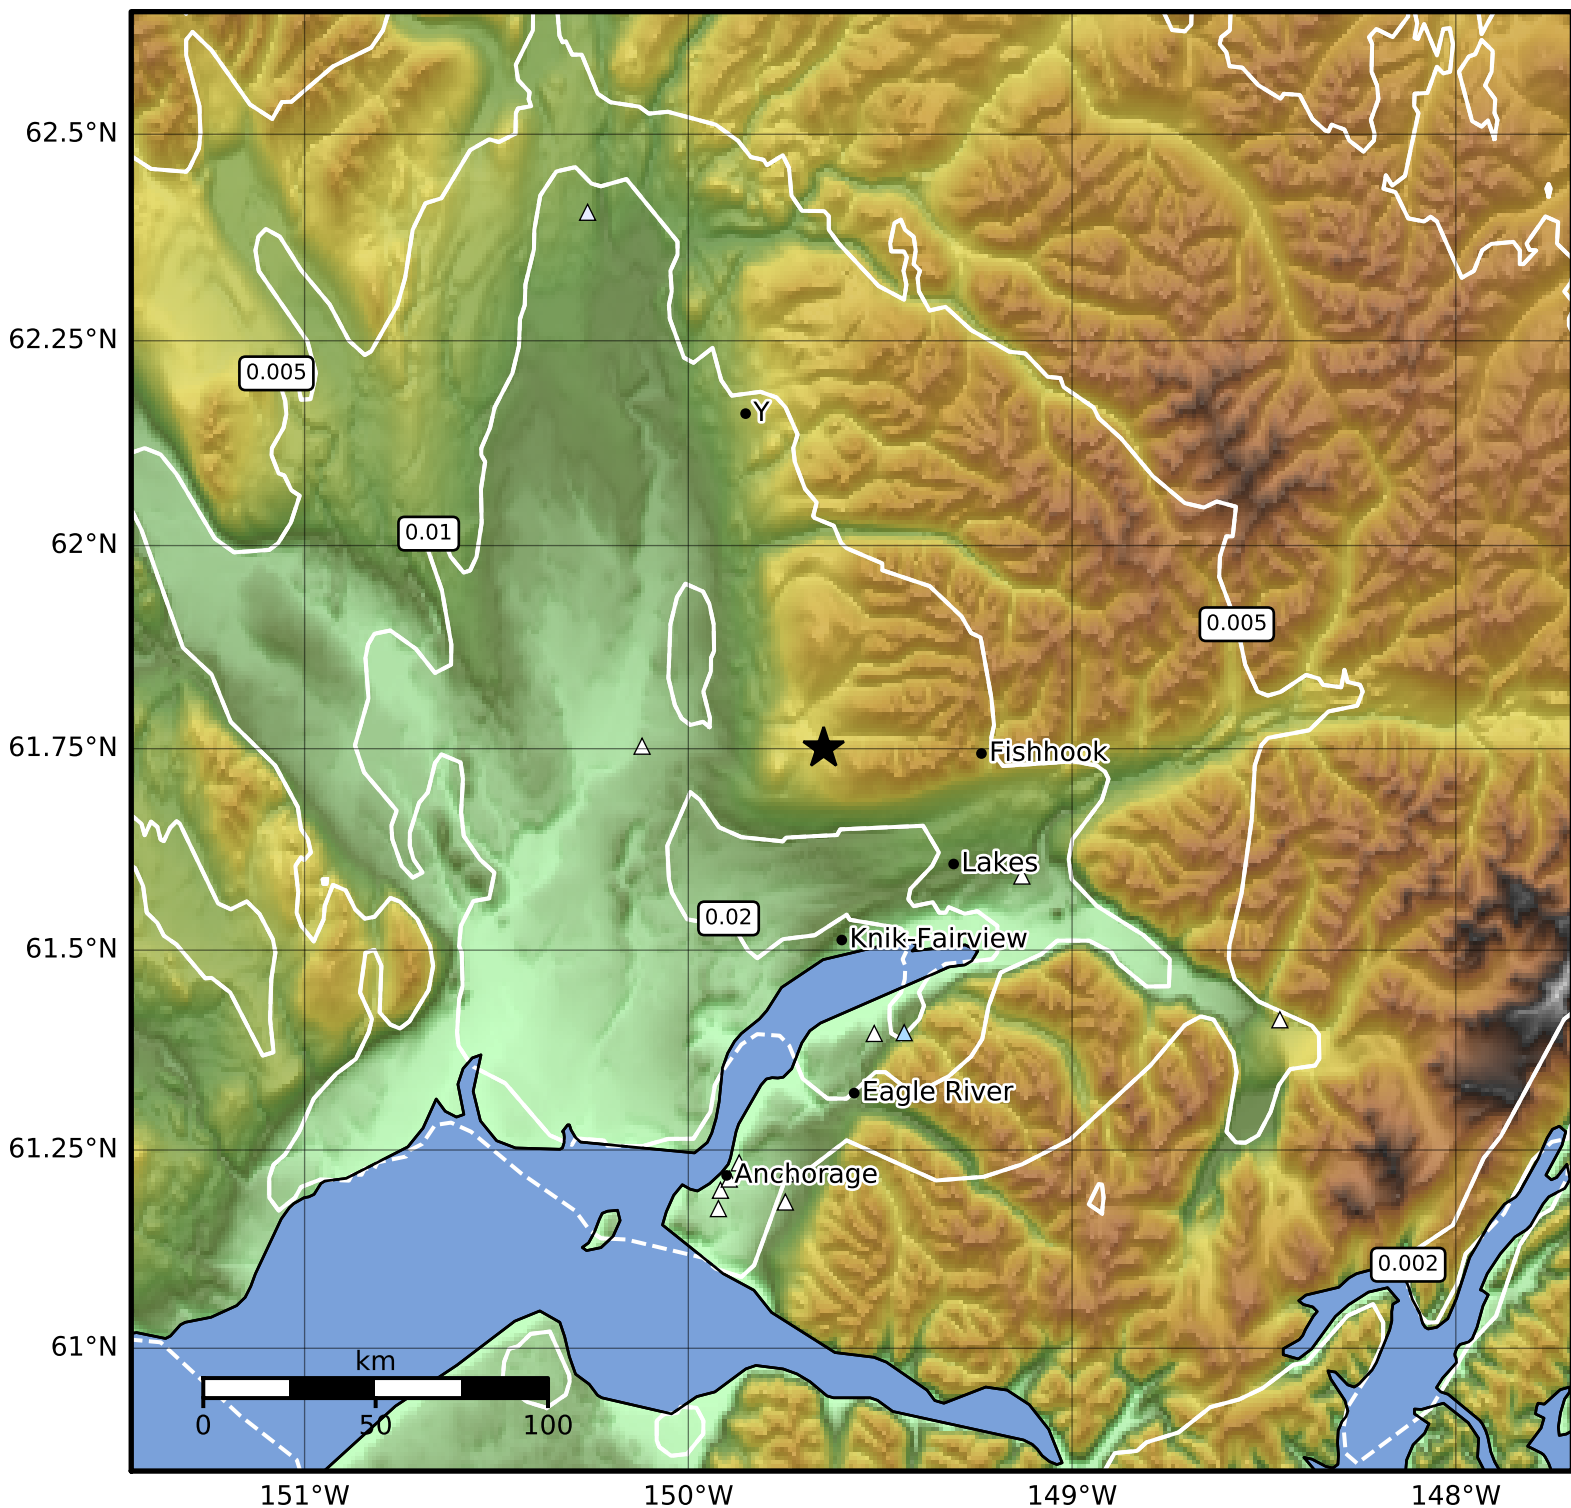 62.5°N
62.25°N
0.005
Y
0.01
62°N
0.005
61.75°N
Fishhook
Lakes
0.02
Knik-Fairview
61.5°N
Eagle River
61.25°N
Anchorage
0.002
61°N
km
0 50 100
151°W 150°W 149°W 148°W